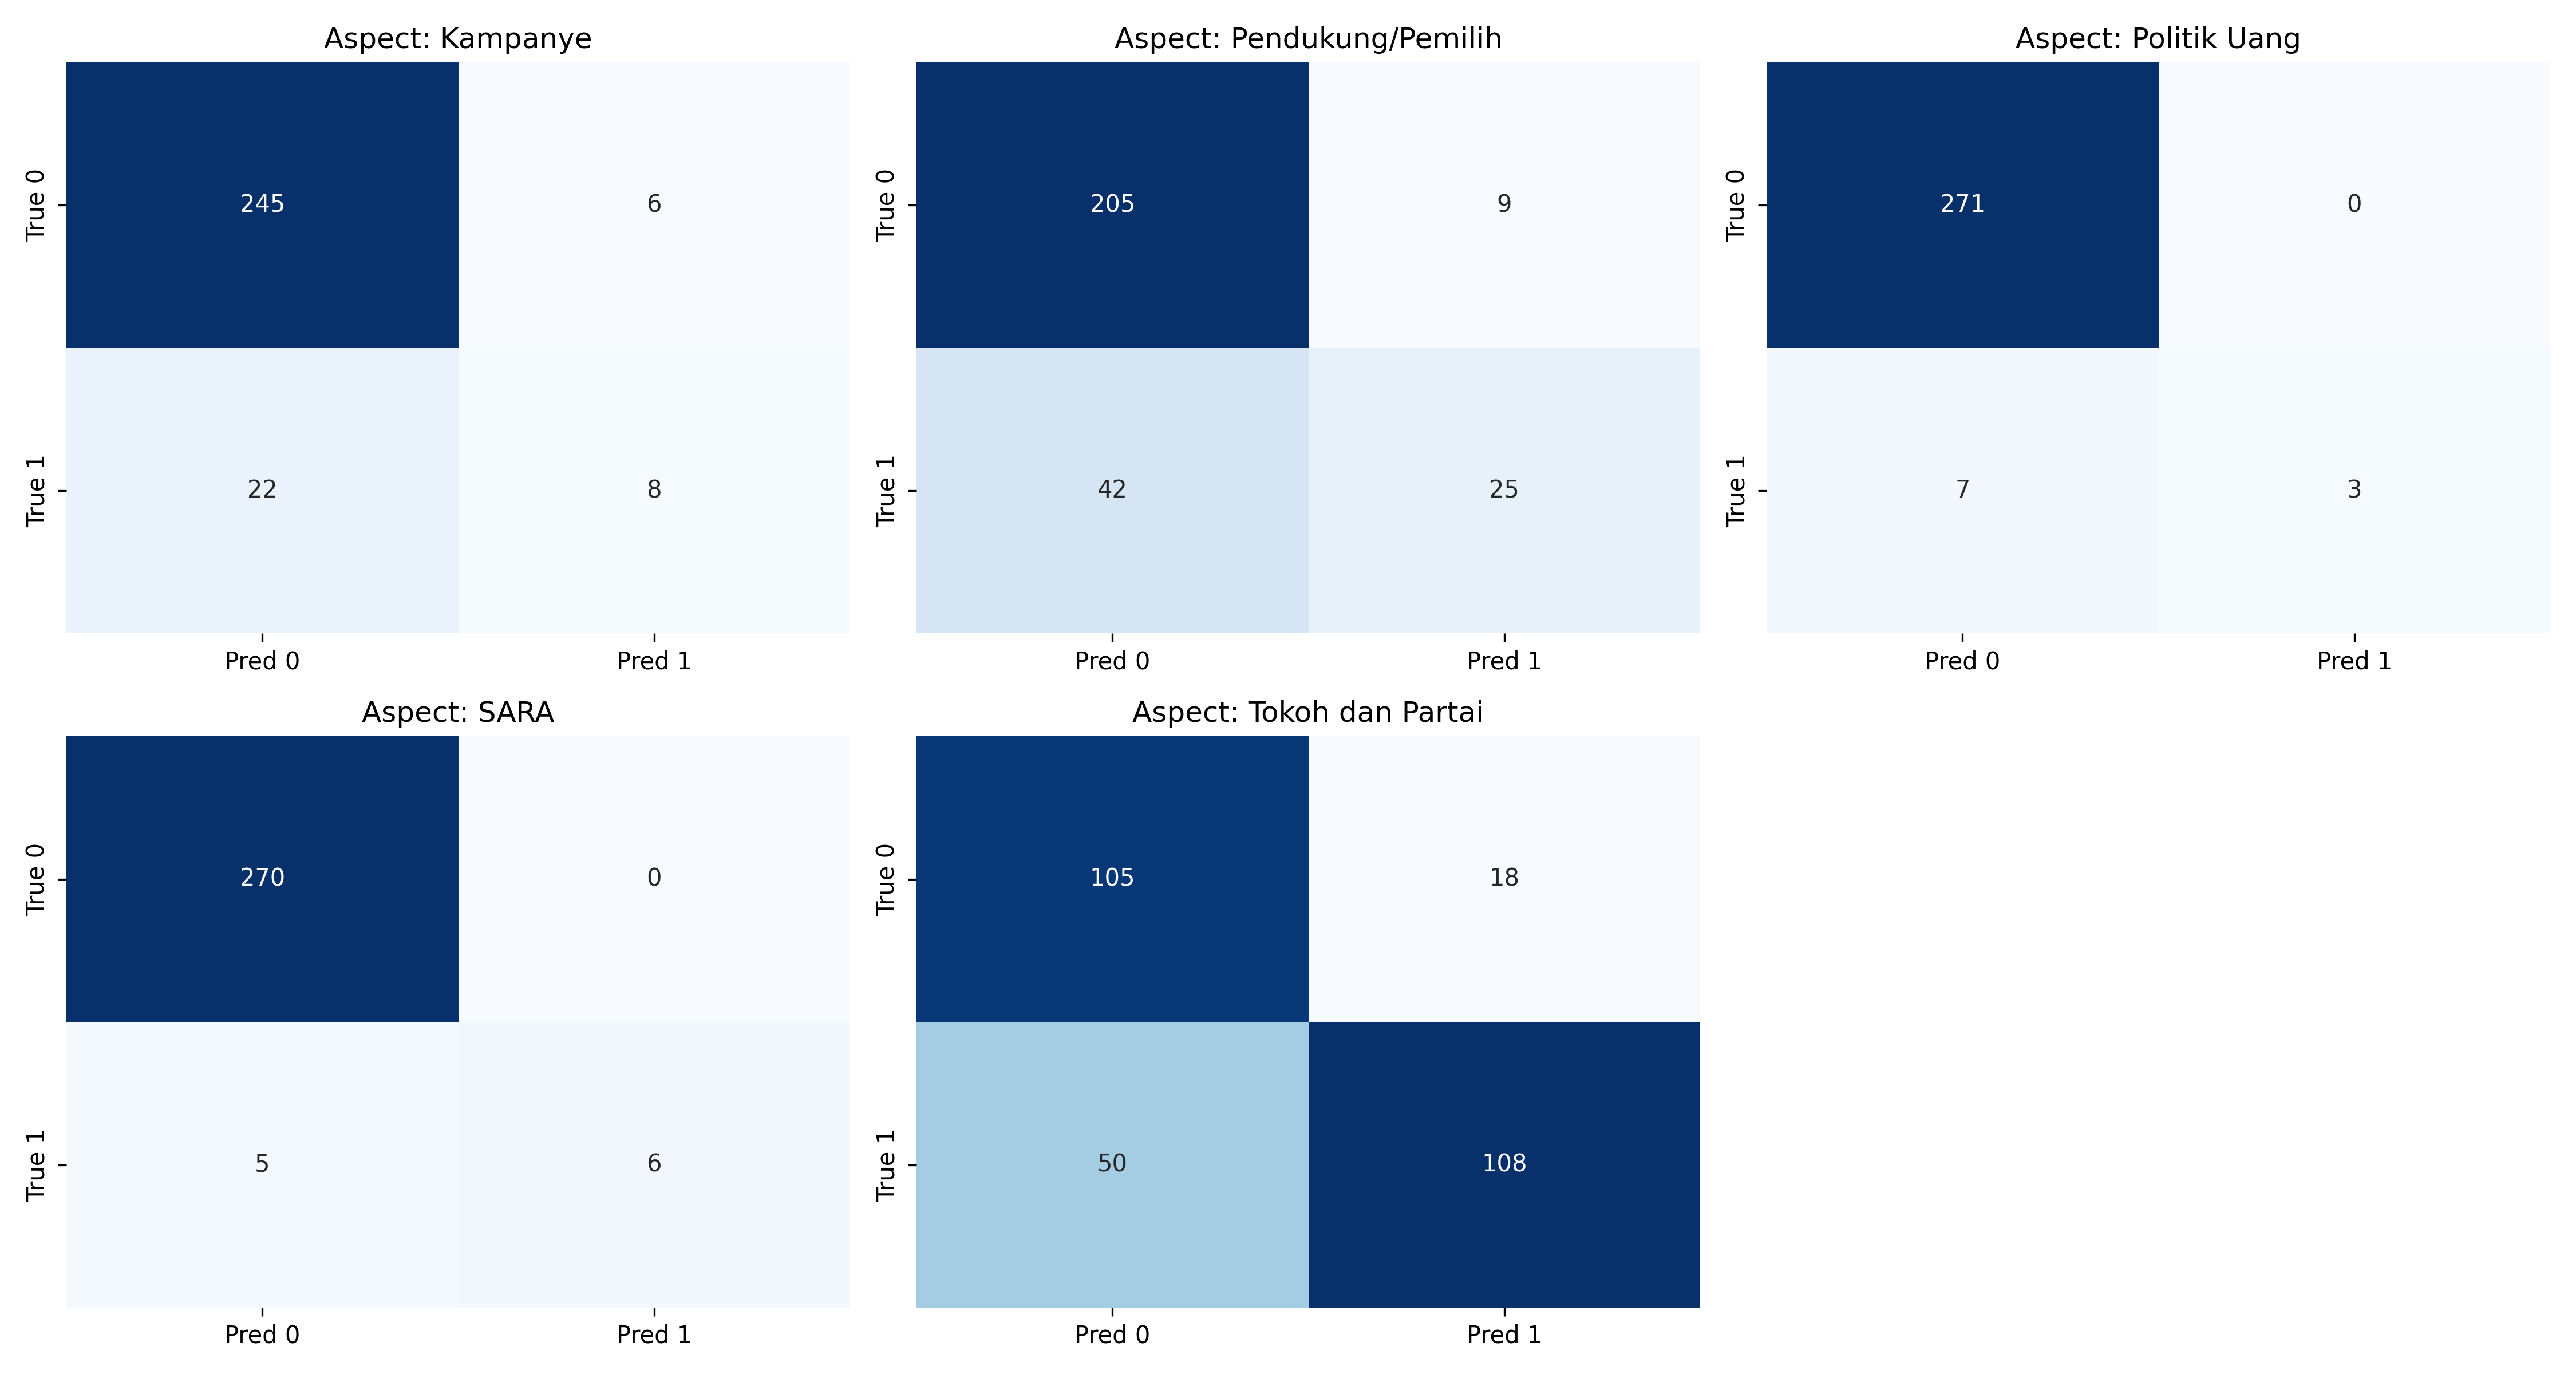 Aspect: Kampanye
True 0
245
6
True 1
22
8
Pred 0
Pred 1
Aspect: Pendukung/Pemilih
True 0
205
9
True 1
42
25
Pred 0
Pred 1
Aspect: Politik Uang
True 0
271
0
True 1
7
3
Pred 0
Pred 1
Aspect: SARA
True 0
270
0
True 1
5
6
Pred 0
Pred 1
Aspect: Tokoh dan Partai
True 0
105
18
True 1
50
108
Pred 0
Pred 1